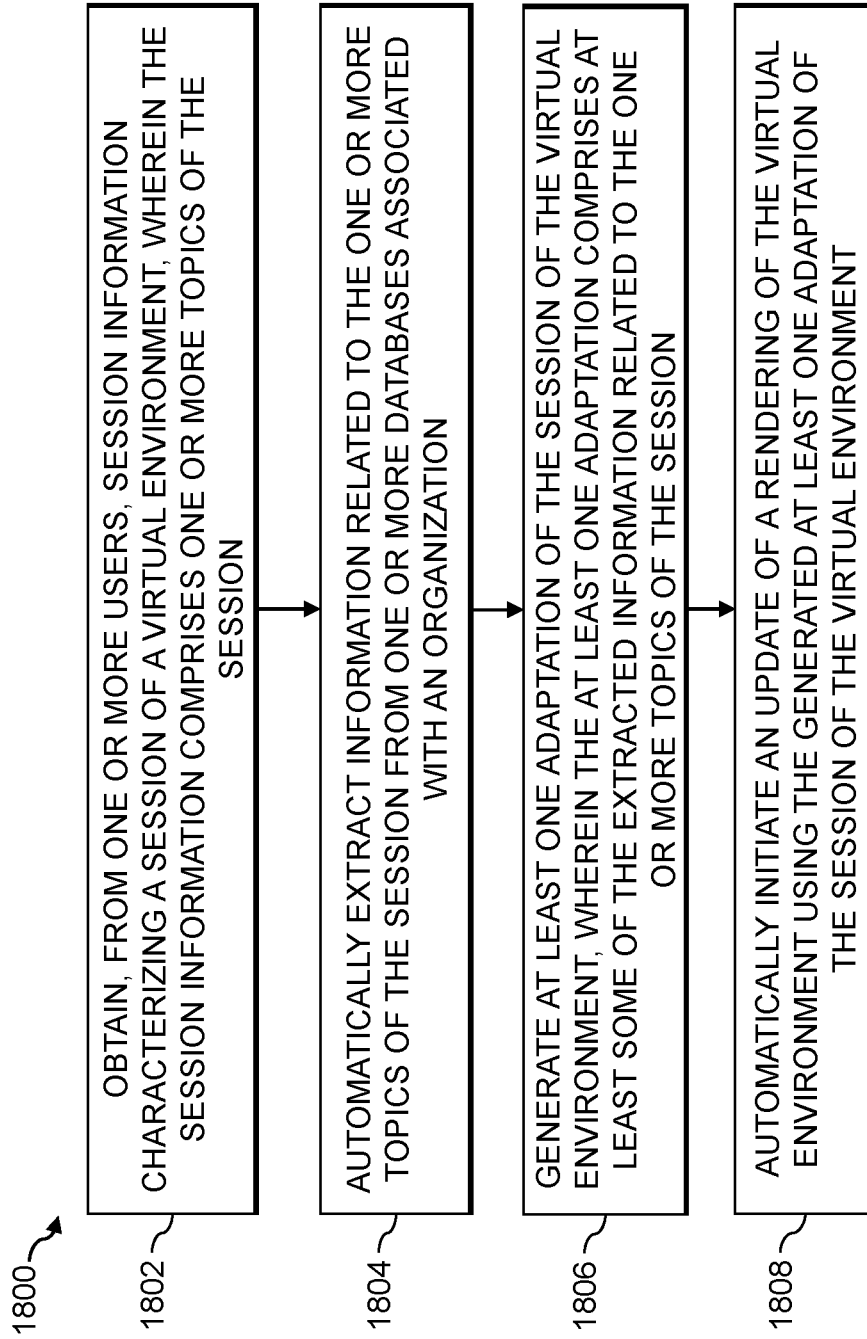 1800
1802
OBTAIN, FROM ONE OR MORE USERS, SESSION INFORMATION
CHARACTERIZING A SESSION OF A VIRTUAL ENVIRONMENT, WHEREIN THE
SESSION INFORMATION COMPRISES ONE OR MORE TOPICS OF THE
SESSION
1804
AUTOMATICALLY EXTRACT INFORMATION RELATED TO THE ONE OR MORE
TOPICS OF THE SESSION FROM ONE OR MORE DATABASES ASSOCIATED
WITH AN ORGANIZATION
1806
GENERATE AT LEAST ONE ADAPTATION OF THE SESSION OF THE VIRTUAL
ENVIRONMENT, WHEREIN THE AT LEAST ONE ADAPTATION COMPRISES AT
LEAST SOME OF THE EXTRACTED INFORMATION RELATED TO THE ONE
OR MORE TOPICS OF THE SESSION
1808
AUTOMATICALLY INITIATE AN UPDATE OF A RENDERING OF THE VIRTUAL
ENVIRONMENT USING THE GENERATED AT LEAST ONE ADAPTATION OF
THE SESSION OF THE VIRTUAL ENVIRONMENT